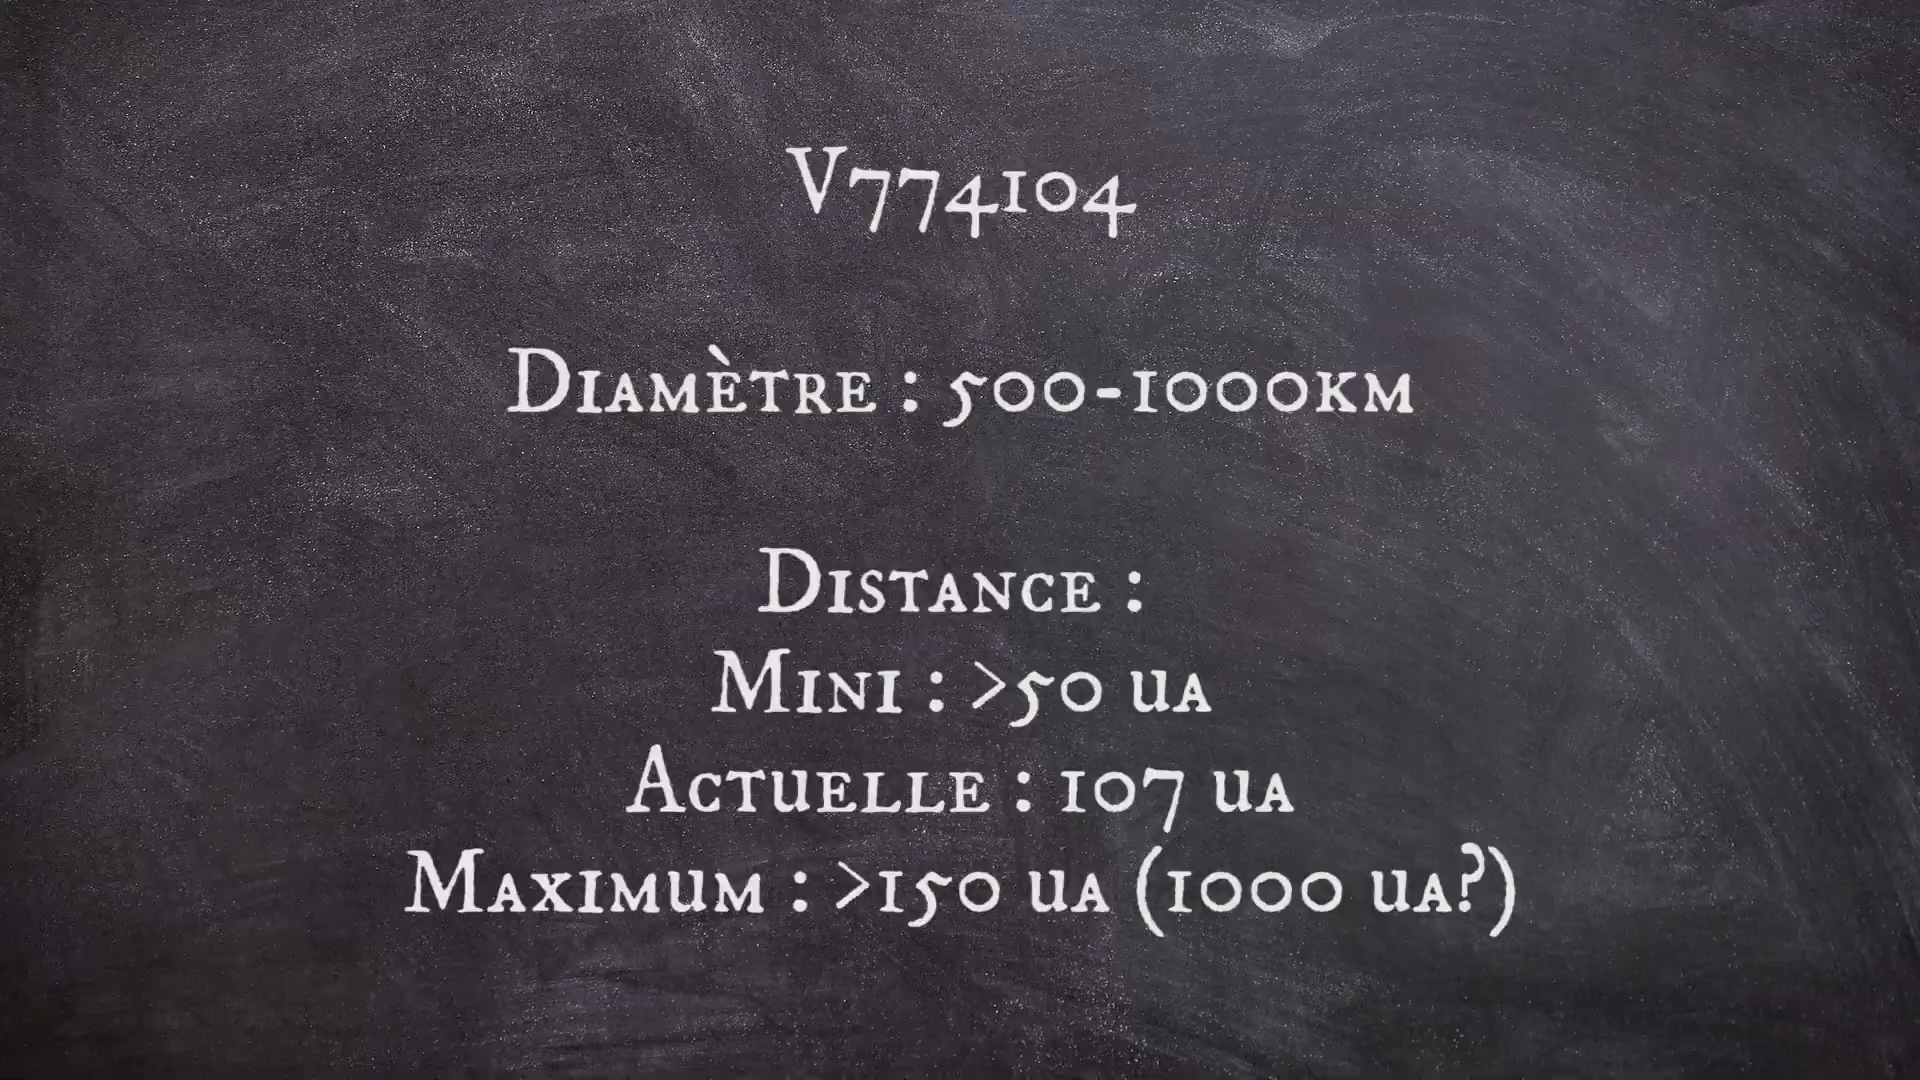 V774104
Diamètre : 500-1000km
Distance :
Mini : >50 ua
Actuelle : 107 ua
Maximum : >150 ua (1000 ua?)